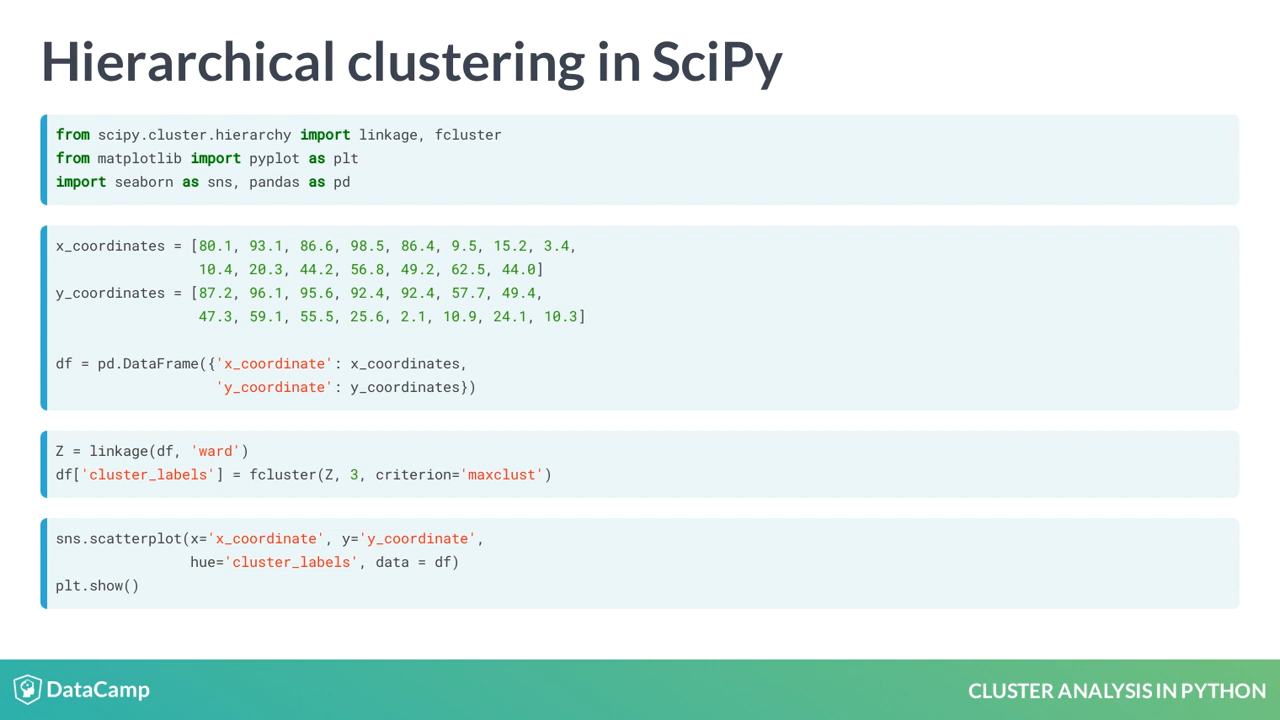 Hierarchical clustering in SciPy
from scipy.cluster.hierarchy import linkage, fcluster
from matplotlib import pyplot as plt
import seaborn as sns, pandas as pd
x_coordinates = [80.1, 93.1, 86.6, 98.5, 86.4, 9.5, 15.2, 3.4,
                 10.4, 20.3, 44.2, 56.8, 49.2, 62.5, 44.0]
y_coordinates = [87.2, 96.1, 95.6, 92.4, 92.4, 57.7, 49.4,
                 47.3, 59.1, 55.5, 25.6, 2.1, 10.9, 24.1, 10.3]
df = pd.DataFrame({'x_coordinate': x_coordinates,
                   'y_coordinate': y_coordinates})
Z = linkage(df, 'ward')
df['cluster_labels'] = fcluster(Z, 3, criterion='maxclust')
sns.scatterplot(x='x_coordinate', y='y_coordinate',
                hue='cluster_labels', data = df)
plt.show()
DataCamp
CLUSTER ANALYSIS IN PYTHON